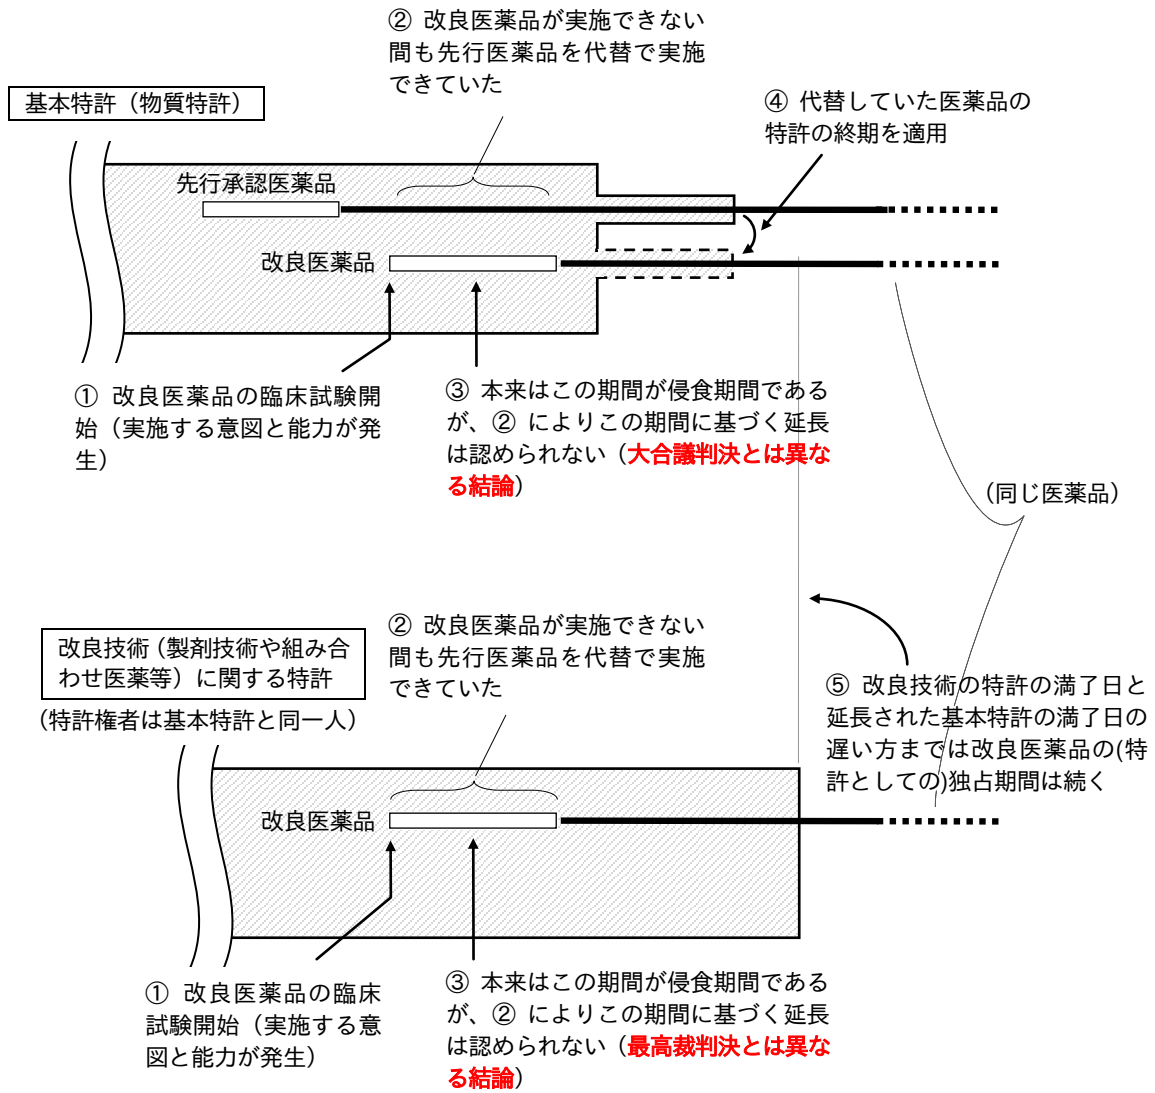 ② 改良医薬品が実施できない
間も先行医薬品を代替で実施
できていた
基本特許（物質特許）
④ 代替していた医薬品の
特許の終期を適用
先行承認医薬品
改良医薬品
① 改良医薬品の臨床試験開
始（実施する意図と能力が発
生）
③ 本来はこの期間が侵食期間である
が、② によりこの期間に基づく延長
は認められない（大合議判決とは異な
る結論）
（同じ医薬品）
② 改良医薬品が実施できない
間も先行医薬品を代替で実施
できていた
改良技術（製剤技術や組み合
わせ医薬等）に関する特許
（特許権者は基本特許と同一人）
⑤ 改良技術の特許の満了日と
延長された基本特許の満了日の
遅い方までは改良医薬品の(特
許としての)独占期間は続く
改良医薬品
① 改良医薬品の臨床
試験開始（実施する意
図と能力が発生）
③ 本来はこの期間が侵食期間である
が、② によりこの期間に基づく延長
は認められない（最高裁判決とは異な
る結論）